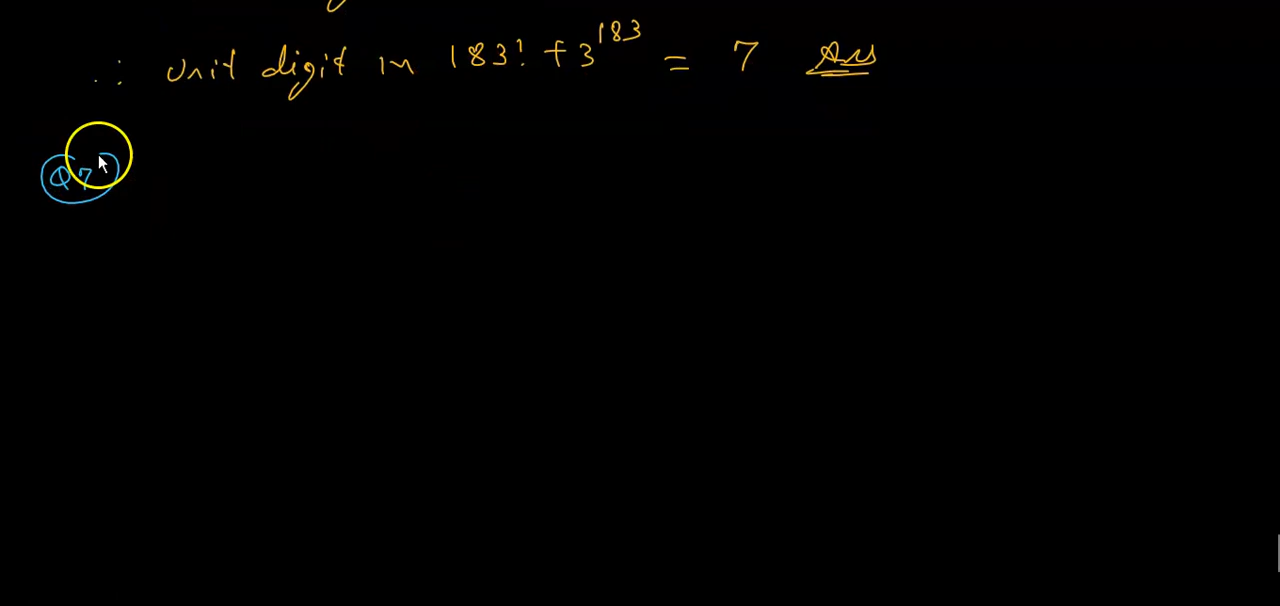 ∴ unit digit in 183! + 3^183 = 7 Ans
Q7